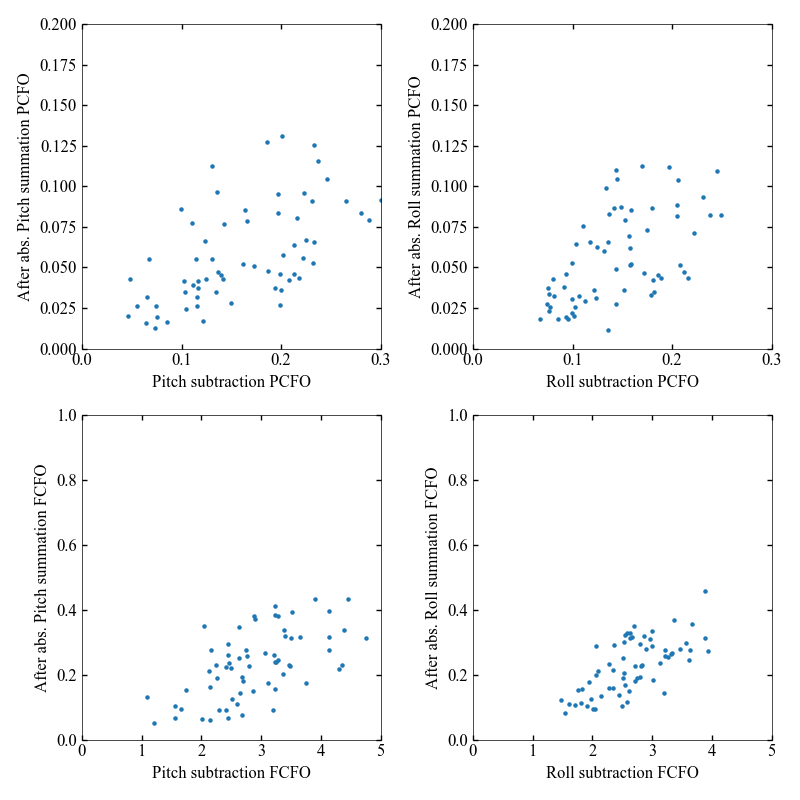 0.200
0.175
0.150
0.125
0.100
0.075
0.050
0.025
0.000
After abs. Pitch summation PCFO
0.0 0.1 0.2 0.3
Pitch subtraction PCFO
0.200
0.175
0.150
0.125
0.100
0.075
0.050
0.025
0.000
After abs. Roll summation PCFO
0.0 0.1 0.2 0.3
Roll subtraction PCFO
1.0
0.8
0.6
0.4
0.2
0.0
After abs. Pitch summation FCFO
0 1 2 3 4 5
Pitch subtraction FCFO
1.0
0.8
0.6
0.4
0.2
0.0
After abs. Roll summation FCFO
0 1 2 3 4 5
Roll subtraction FCFO